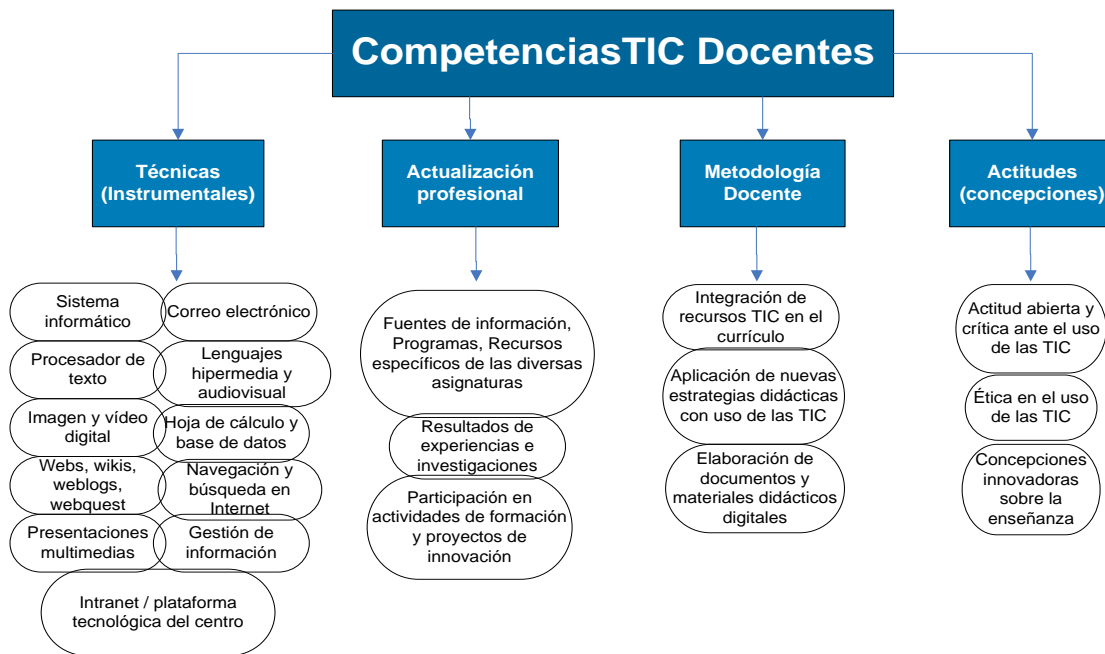 CompetenciasTIC Docentes
Técnicas
(Instrumentales)
Actualización
profesional
Metodología
Docente
Actitudes
(concepciones)
Sistema
informático
Correo electrónico
Procesador de
texto
Lenguajes
hipermedia y
audiovisual
Imagen y vídeo
digital
Hoja de cálculo y
base de datos
Webs, wikis,
weblogs,
webquest
Navegación y
búsqueda en
Internet
Presentaciones
multimedias
Gestión de
información
Intranet / plataforma
tecnológica del centro
Fuentes de información,
Programas, Recursos
específicos de las diversas
asignaturas
Resultados de
experiencias e
investigaciones
Participación en
actividades de formación
y proyectos de
innovación
Integración de
recursos TIC en el
currículo
Aplicación de nuevas
estrategias didácticas
con uso de las TIC
Elaboración de
documentos y
materiales didácticos
digitales
Actitud abierta y
crítica ante el uso
de las TIC
Ética en el uso
de las TIC
Concepciones
innovadoras
sobre la
enseñanza